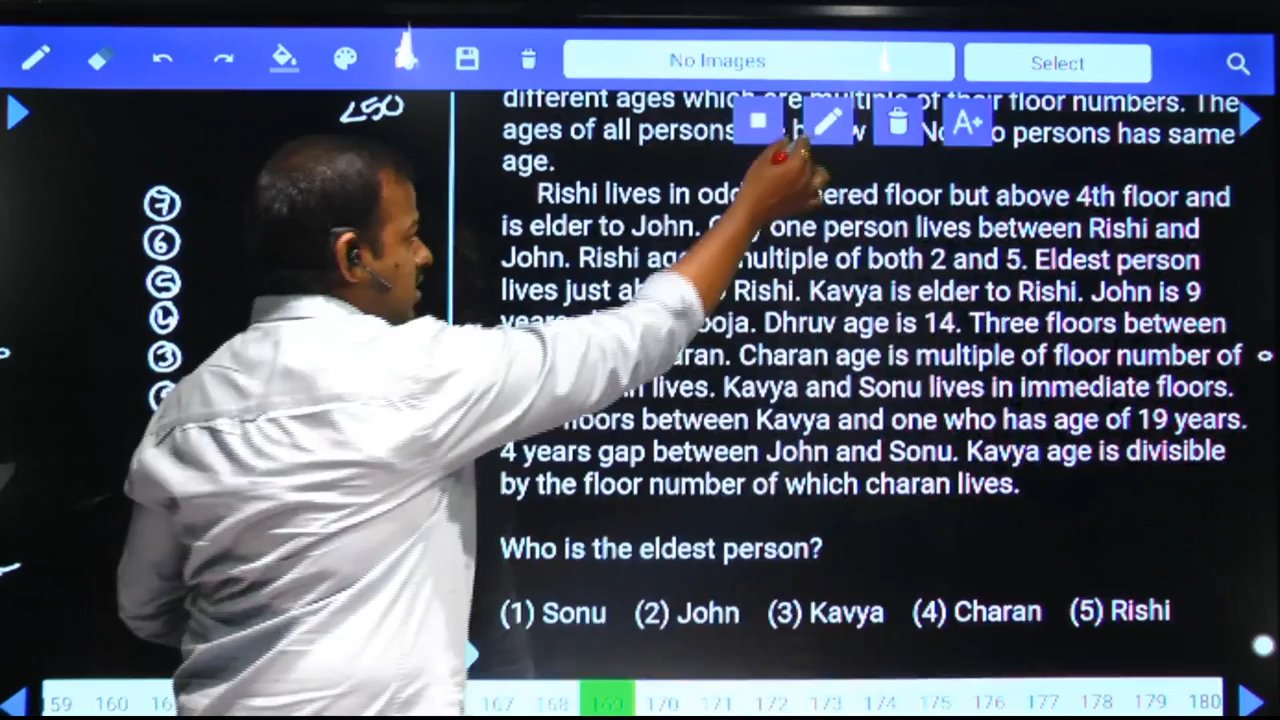 No Images
Select
<50
different ages which are multiple of their floor numbers. The
ages of all persons No persons has same
age.
Rishi lives in floor but above 4th floor and
is elder to John. one person lives between Rishi and
John. Rishi multiple of both 2 and 5. Eldest person
lives just Rishi. Kavya is elder to Rishi. John is 9
Dhruv age is 14. Three floors between
Charan age is multiple of floor number of
lives. Kavya and Sonu lives in immediate floors.
floors between Kavya and one who has age of 19 years.
4 years gap between John and Sonu. Kavya age is divisible
by the floor number of which charan lives.
Who is the eldest person?
(1) Sonu (2) John (3) Kavya (4) Charan (5) Rishi
7
6
5
4
3
A+
160 167 168 169 170 171 172 173 174 175 176 177 178 179 180